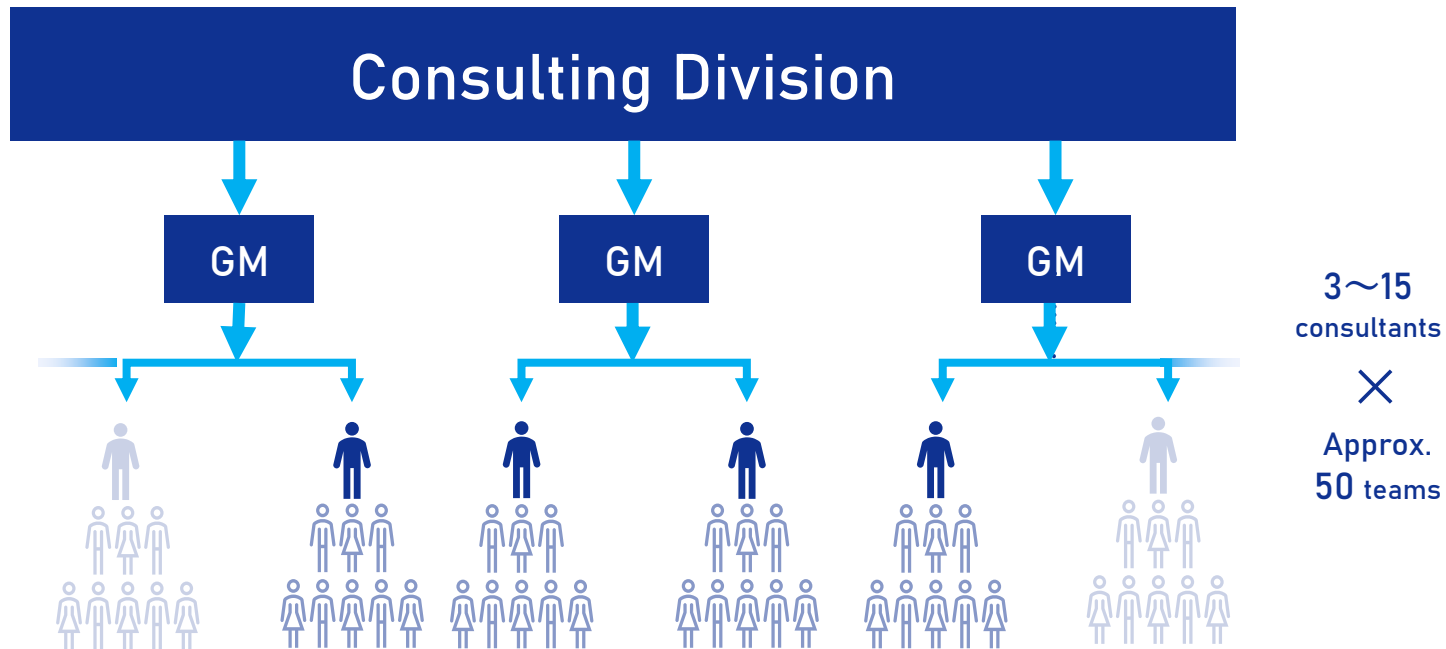 Consulting Division
GM
GM
GM
3～15
consultants
×
Approx.
50 teams